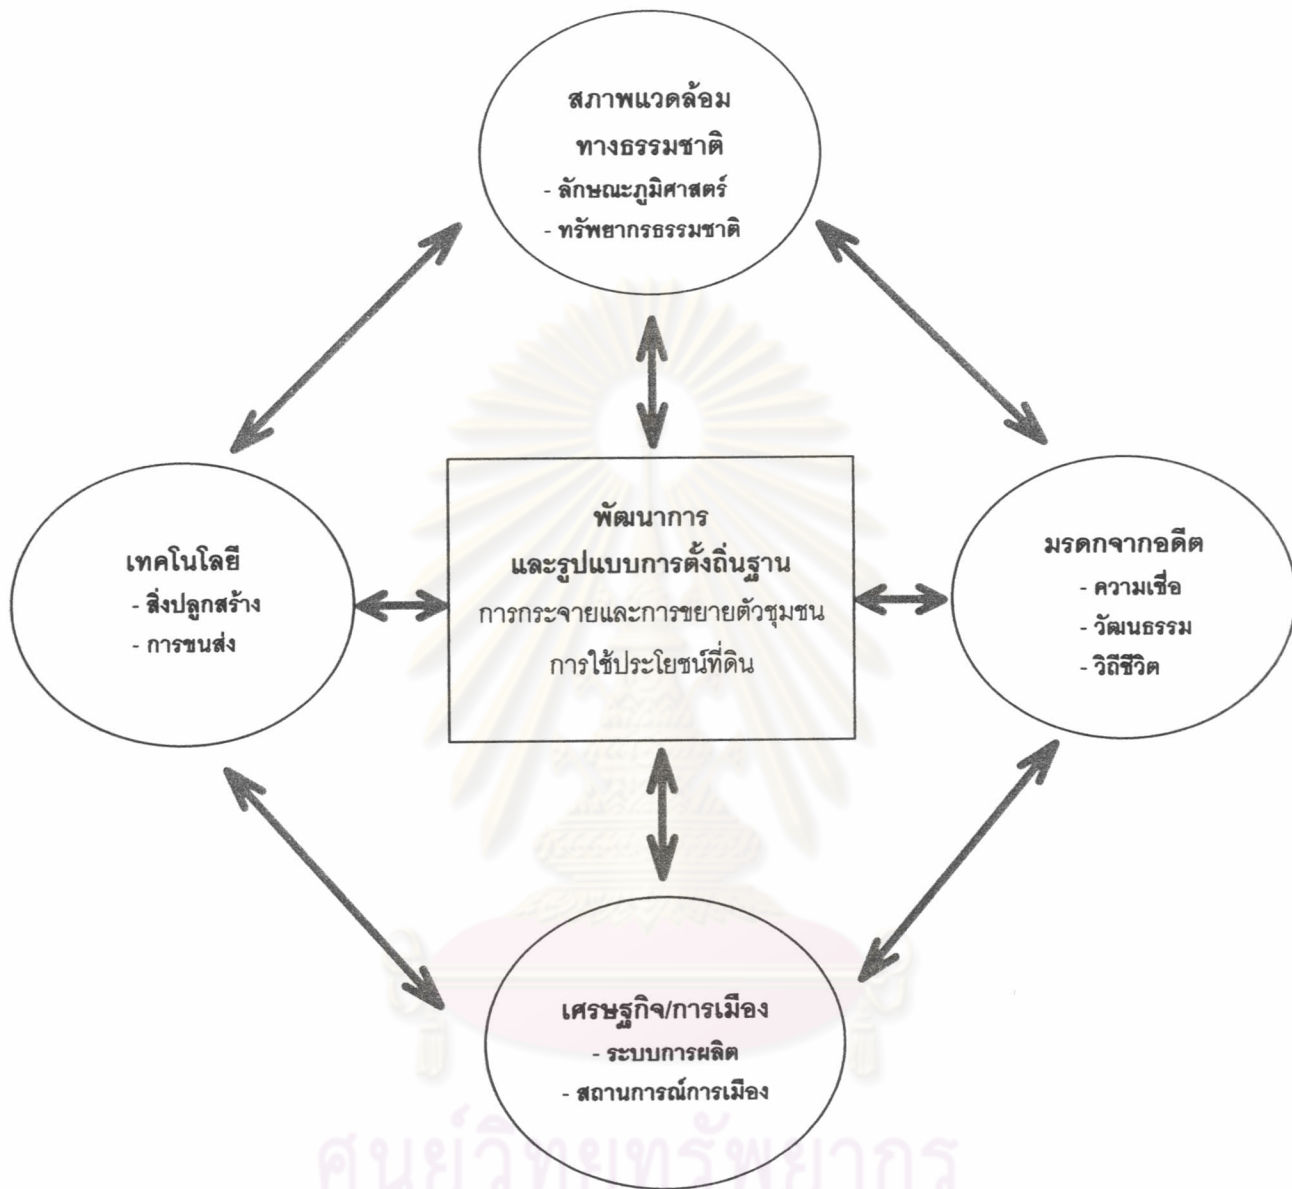 สภาพแวดล้อม
ทางธรรมชาติ
- ลักษณะภูมิศาสตร์
- ทรัพยากรธรรมชาติ
เทคโนโลยี
- สิ่งปลูกสร้าง
- การขนส่ง
พัฒนาการ
และรูปแบบการตั้งถิ่นฐาน
การกระจายและการขยายตัวชุมชน
การใช้ประโยชน์ที่ดิน
มรดกจากอดีต
- ความเชื่อ
- วัฒนธรรม
- วิถีชีวิต
เศรษฐกิจ/การเมือง
- ระบบการผลิต
- สถานการณ์การเมือง
ศูนย์วิทยทรัพยากร